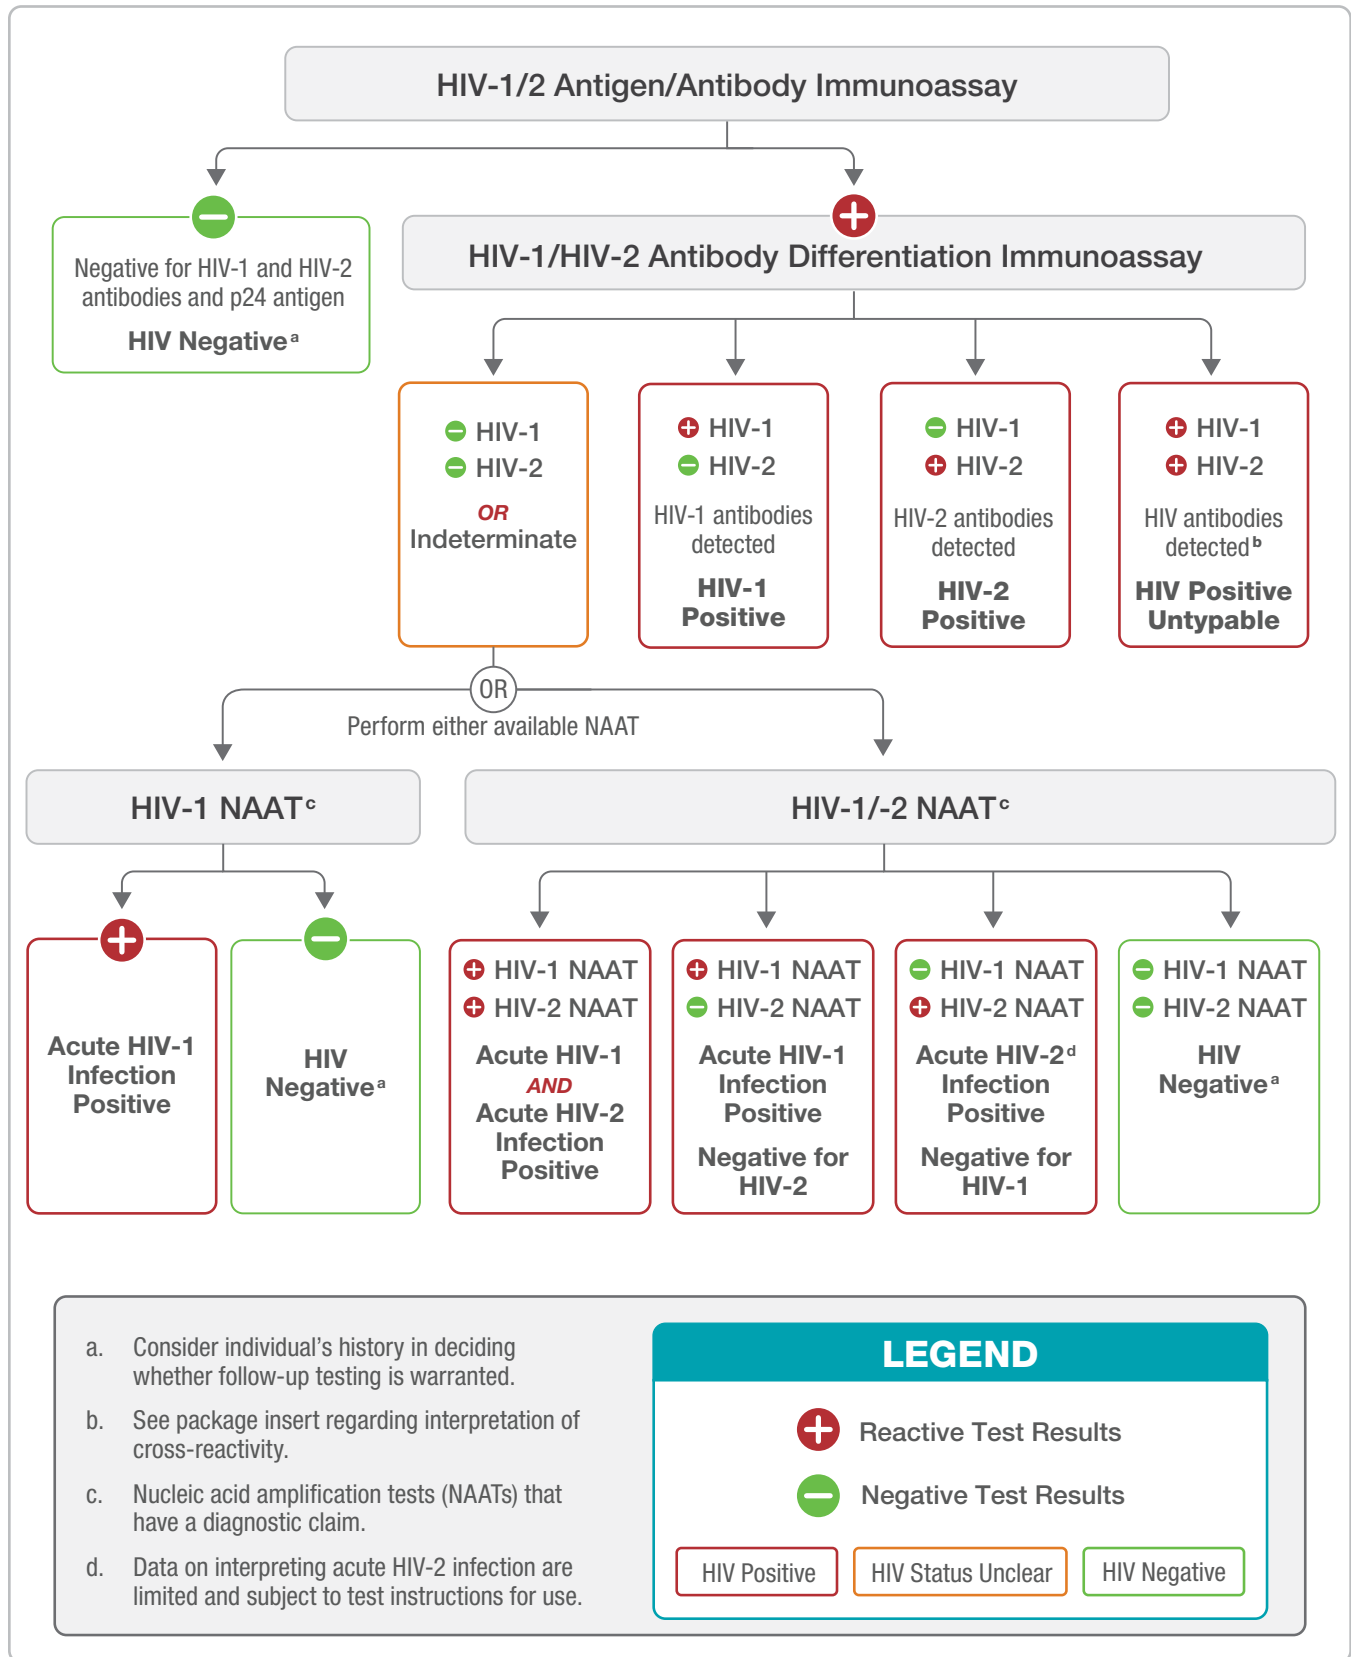 HIV-1/2 Antigen/Antibody Immunoassay
Negative for HIV-1 and HIV-2
antibodies and p24 antigen
HIV Negative a
HIV-1/HIV-2 Antibody Differentiation Immunoassay
HIV-1
HIV-2
OR
Indeterminate
HIV-1
HIV-2
HIV-1 antibodies
detected
HIV-1
Positive
HIV-1
HIV-2
HIV-2 antibodies
detected
HIV-2
Positive
HIV-1
HIV-2
HIV antibodies
detected b
HIV Positive
Untypable
OR
Perform either available NAAT
HIV-1 NAAT c
HIV-1/-2 NAAT c
Acute HIV-1
Infection
Positive
HIV
Negative a
HIV-1 NAAT
HIV-2 NAAT
Acute HIV-1
AND
Acute HIV-2
Infection
Positive
HIV-1 NAAT
HIV-2 NAAT
Acute HIV-1
Infection
Positive
Negative for
HIV-2
HIV-1 NAAT
HIV-2 NAAT
Acute HIV-2 d
Infection
Positive
Negative for
HIV-1
HIV-1 NAAT
HIV-2 NAAT
HIV
Negative a
a. Consider individual's history in deciding
whether follow-up testing is warranted.
b. See package insert regarding interpretation of
cross-reactivity.
c. Nucleic acid amplification tests (NAATs) that
have a diagnostic claim.
d. Data on interpreting acute HIV-2 infection are
limited and subject to test instructions for use.
LEGEND
Reactive Test Results
Negative Test Results
HIV Positive
HIV Status Unclear
HIV Negative